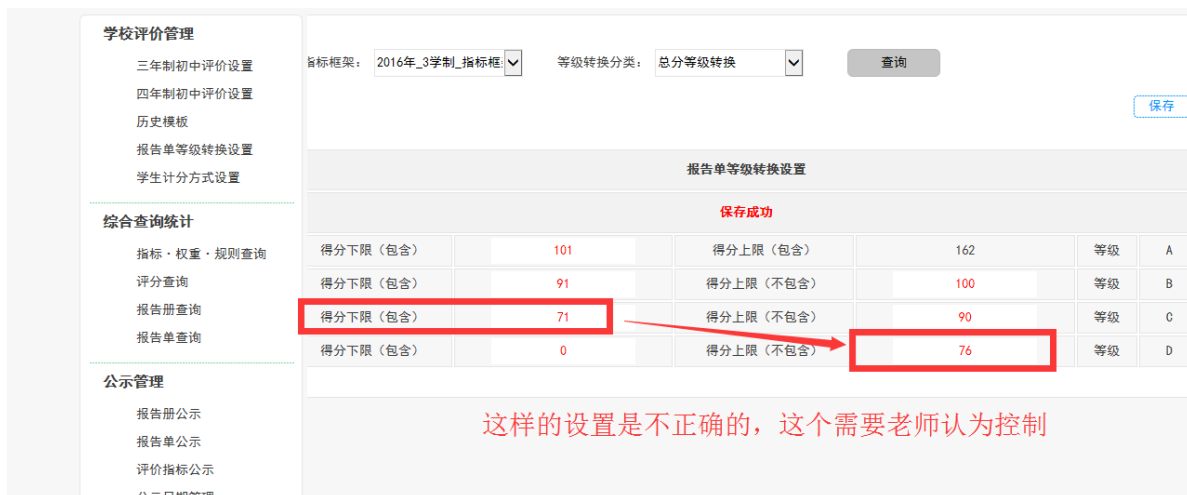 学校评价管理
三年制初中评价设置
四年制初中评价设置
历史模板
报告单等级转换设置
学生计分方式设置
综合查询统计
指标·权重·规则查询
评分查询
报告册查询
报告单查询
公示管理
报告册公示
报告单公示
评价指标公示
公示日期管理
指标框架： 2016年_3学制_指标框 等级转换分类： 总分等级转换 查询
保存
报告单等级转换设置
保存成功
得分下限（包含） 101 得分上限（包含） 162 等级 A
得分下限（包含） 91 得分上限（不包含） 100 等级 B
得分下限（包含） 71 得分上限（不包含） 90 等级 C
得分下限（包含） 0 得分上限（不包含） 76 等级 D
这样的设置是不正确的，这个需要老师认为控制